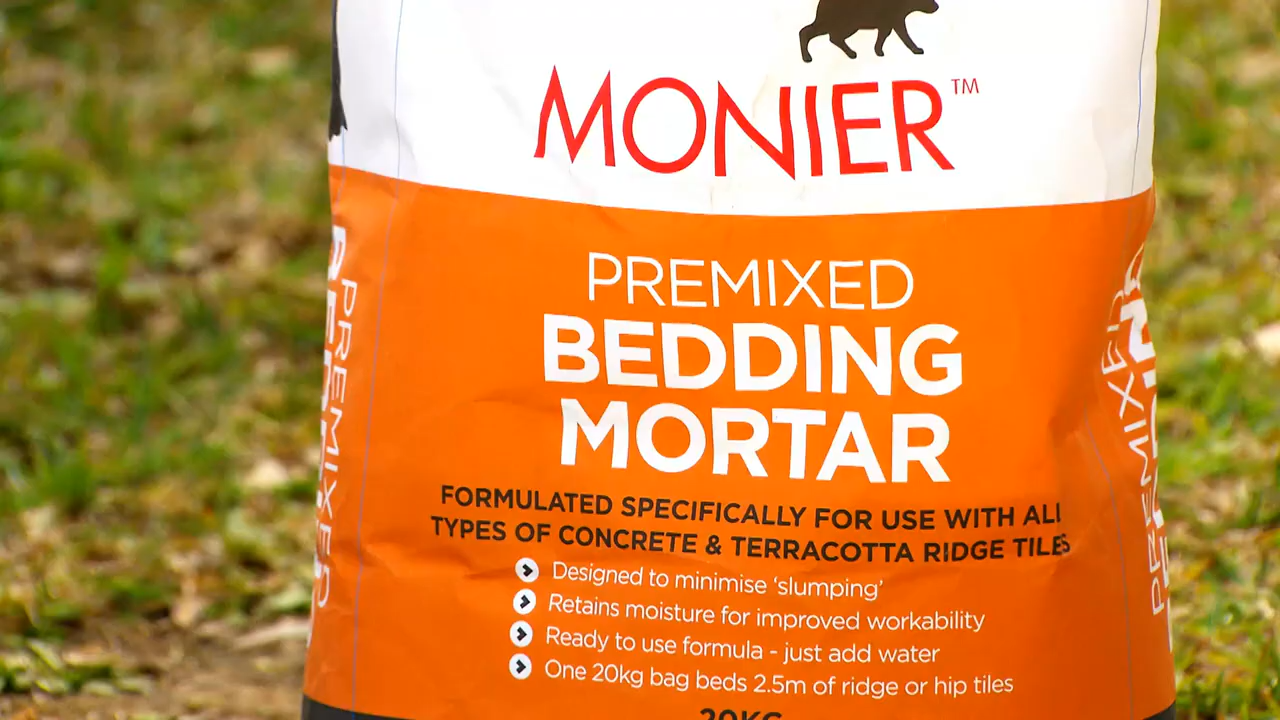 MONIER™
PREMIXED
BEDDING
MORTAR
FORMULATED SPECIFICALLY FOR USE WITH ALL
TYPES OF CONCRETE & TERRACOTTA RIDGE TILES
Designed to minimise ‘slumping’
Retains moisture for improved workability
Ready to use formula - just add water
One 20kg bag beds 2.5m of ridge or hip tiles
20KG
PREMIXED
PREMIXED